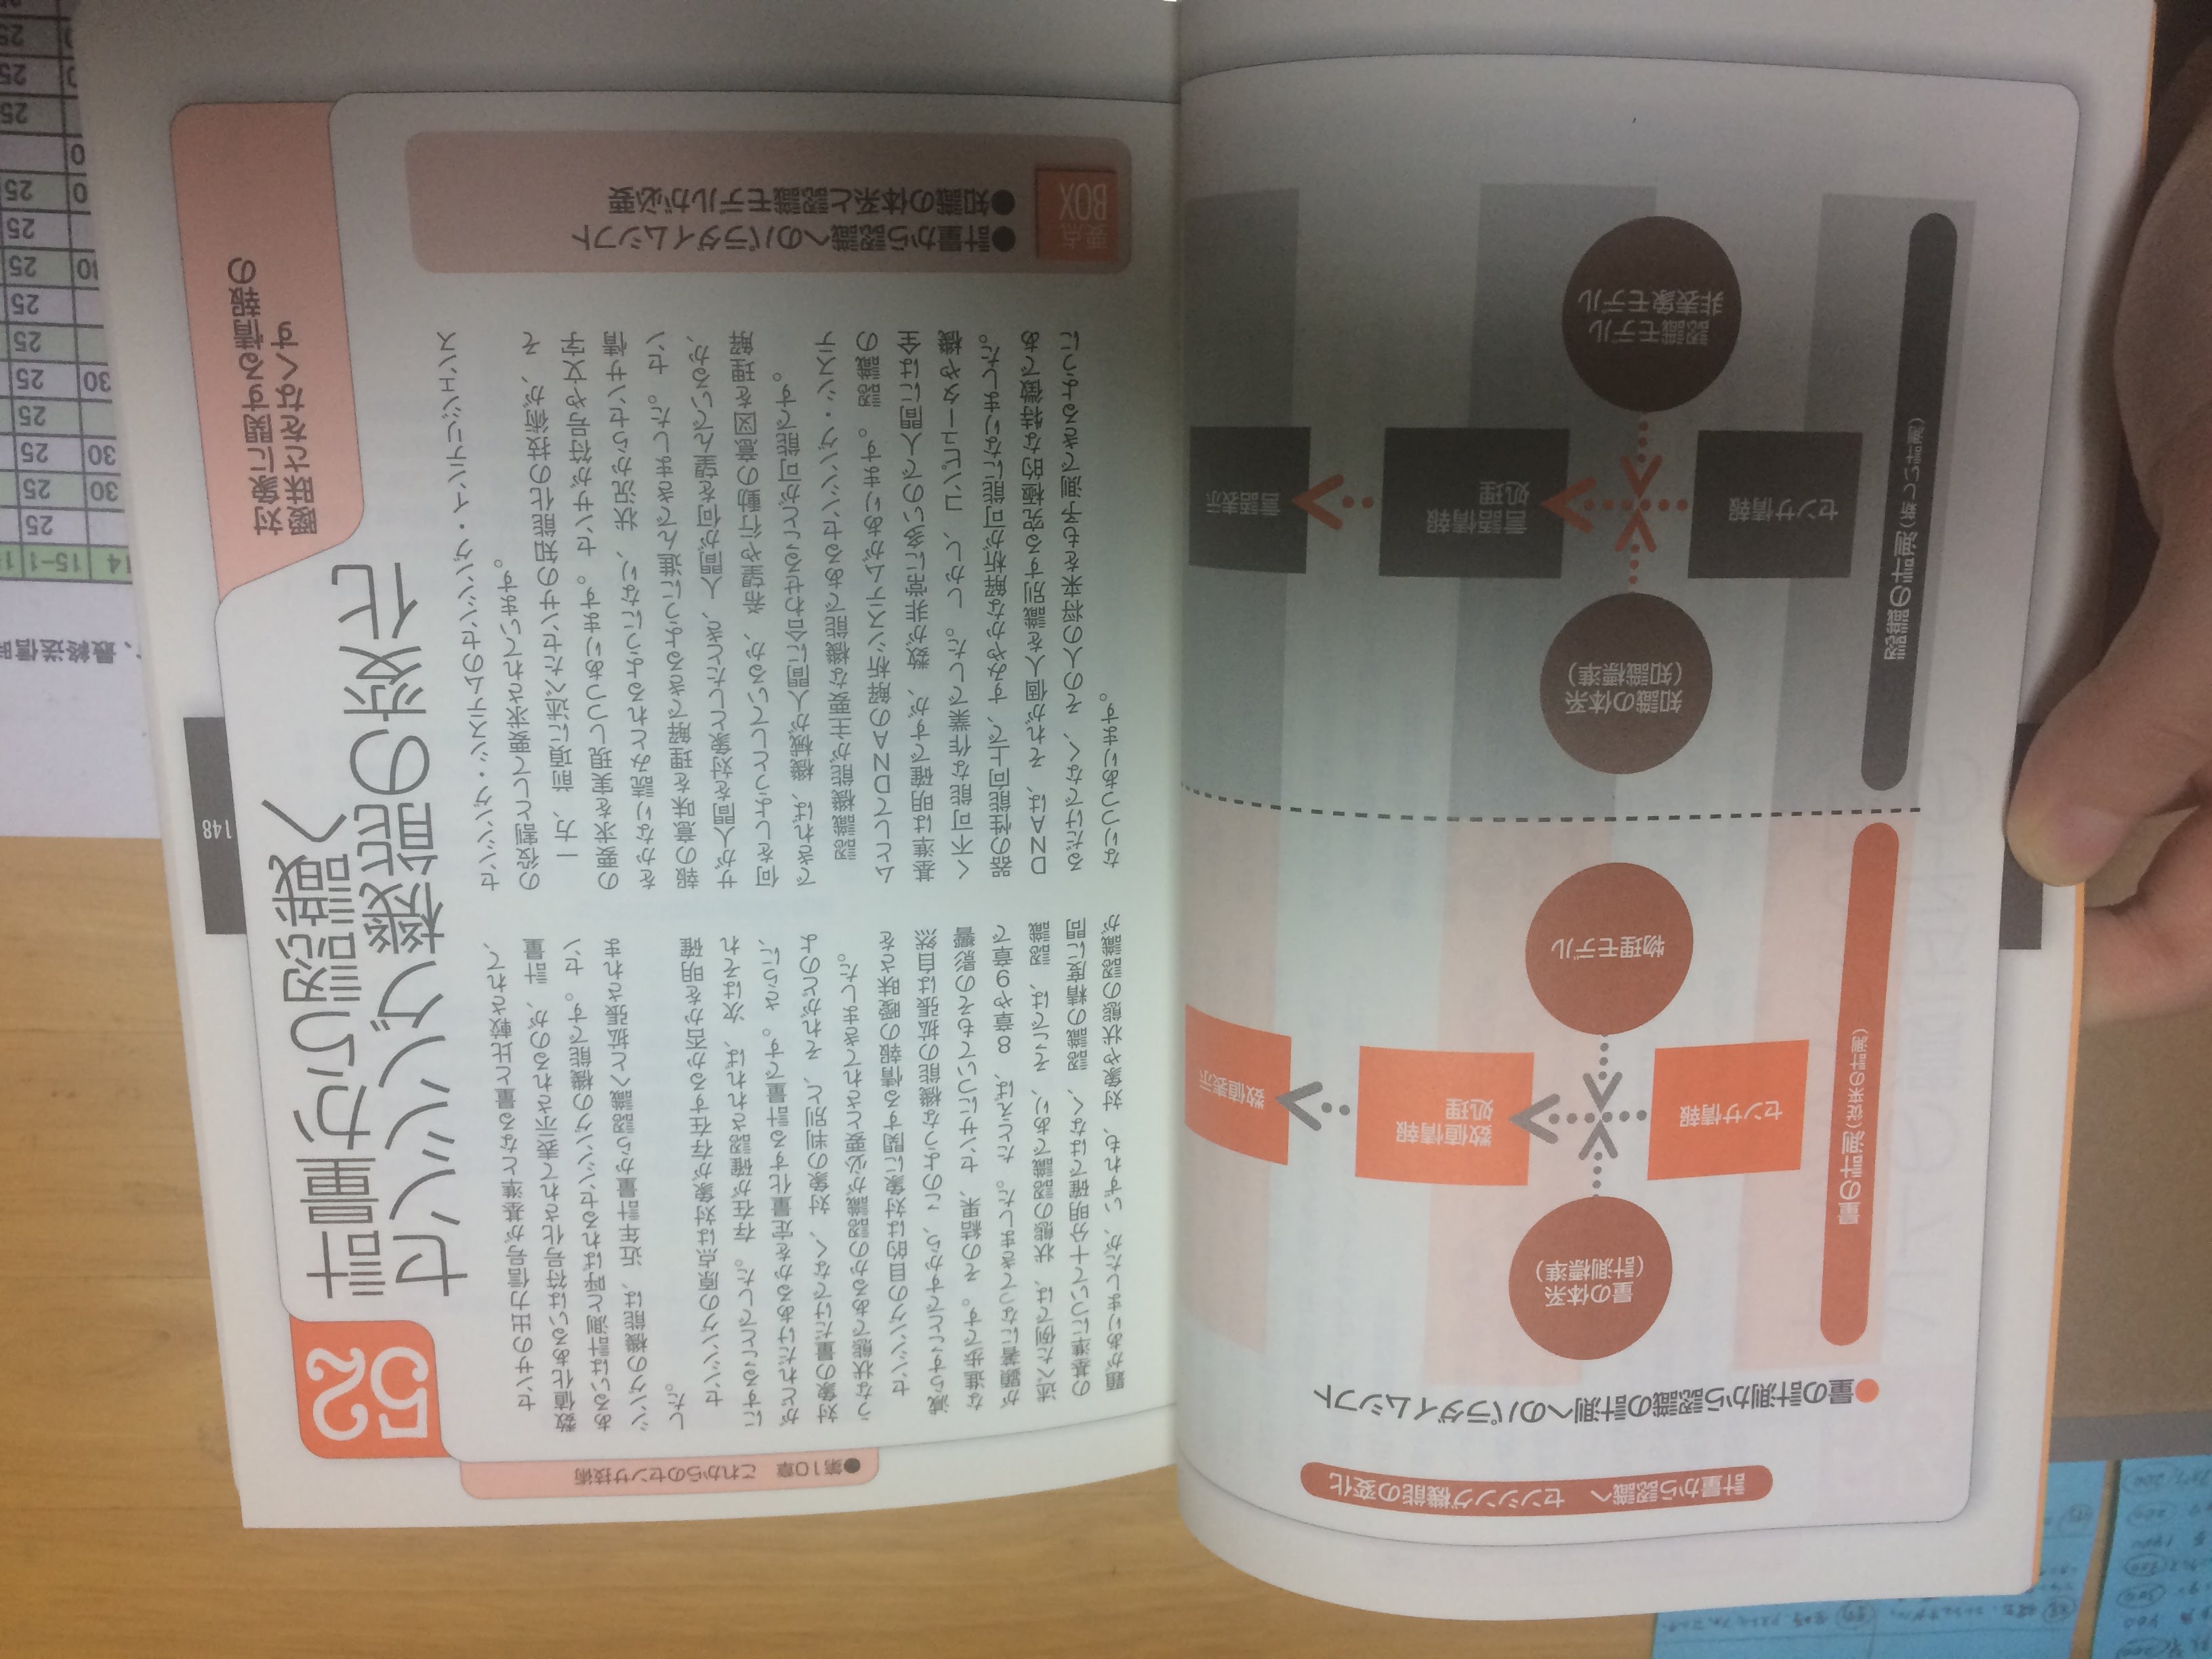 ●第10章　これからのセンサ技術
52
計量から認識へ
センシング機能の変化
対象に関する情報の
曖昧さをなくす
148
センサの出力信号が基準となる量と比較されて、
数値化あるいは符号化されて表示されるのが、計量
あるいは計測と呼ばれるセンシングの機能です。セン
シングの機能は、近年計量から認識へと拡張されま
した。
センシングの原点は対象が存在するか否かを明確
にすることでした。存在が確認されれば、次はそれ
がどれだけあるかを定量化する計量です。さらに、
対象の量だけでなく、対象の判別と、それがどのよ
うな状態であるかの認識が必要とされてきました。
センシングの目的は対象に関する情報の曖昧さを
減らすことですから、このような機能の拡張は自然
な進歩です。その結果、センサについてもその影響
が顕著になってきました。たとえば、8章や9章で
述べた例では、状態の認識であり、そこでは、認識
の基準について十分明確ではなく、認識の精度に問
題がありましたが、いずれも、対象や状態の認識が
センシング・システムのセンシング・インテリジェンス
の役割として要求されています。
一方、前項に述べたセンサの知能化の技術が、そ
の要求を実現しつつあります。センサが符号や文字
をかなり読みとれるようになり、状況からセンサ情
報の意味を理解できるように進んできました。セン
サが人間を対象としたとき、人間が何を望んでいるか、
何をしようとしているか、希望や行動の意図を理解
できれば、機械が人間に合わせることが可能です。
認識機能が主要な機能であるセンシング・システ
ムとしてDNAの解析システムがあります。認識の
基準は明確ですが、数が非常に多いので人間には全
く不可能な作業でした。しかし、コンピュータや機
器の性能向上で、すみやかな解析が可能になりました。
DNAは、それが個人を識別する究極的な特徴であ
るだけでなく、その人の将来をも予測できるように
なりつつあります。
要点
BOX
●計量から認識へのパラダイムシフト
●知識の体系と認識モデルが必要
計量から認識へ　センシング機能の変化
●量の計測から認識の計測へのパラダイムシフト
量の計測（従来の計測）
量の体系
（計測標準）
センサ情報
数値情報
処理
数値表示
物理モデル
認識の計測（新しい計測）
知識の体系
（知識標準）
センサ情報
言語情報
処理
言語表示
認識モデル
非表象モデル
、最終送信時
14 15-1
25
30 25
30 25
25
30 25
25
25
25
25
25
25
25
25